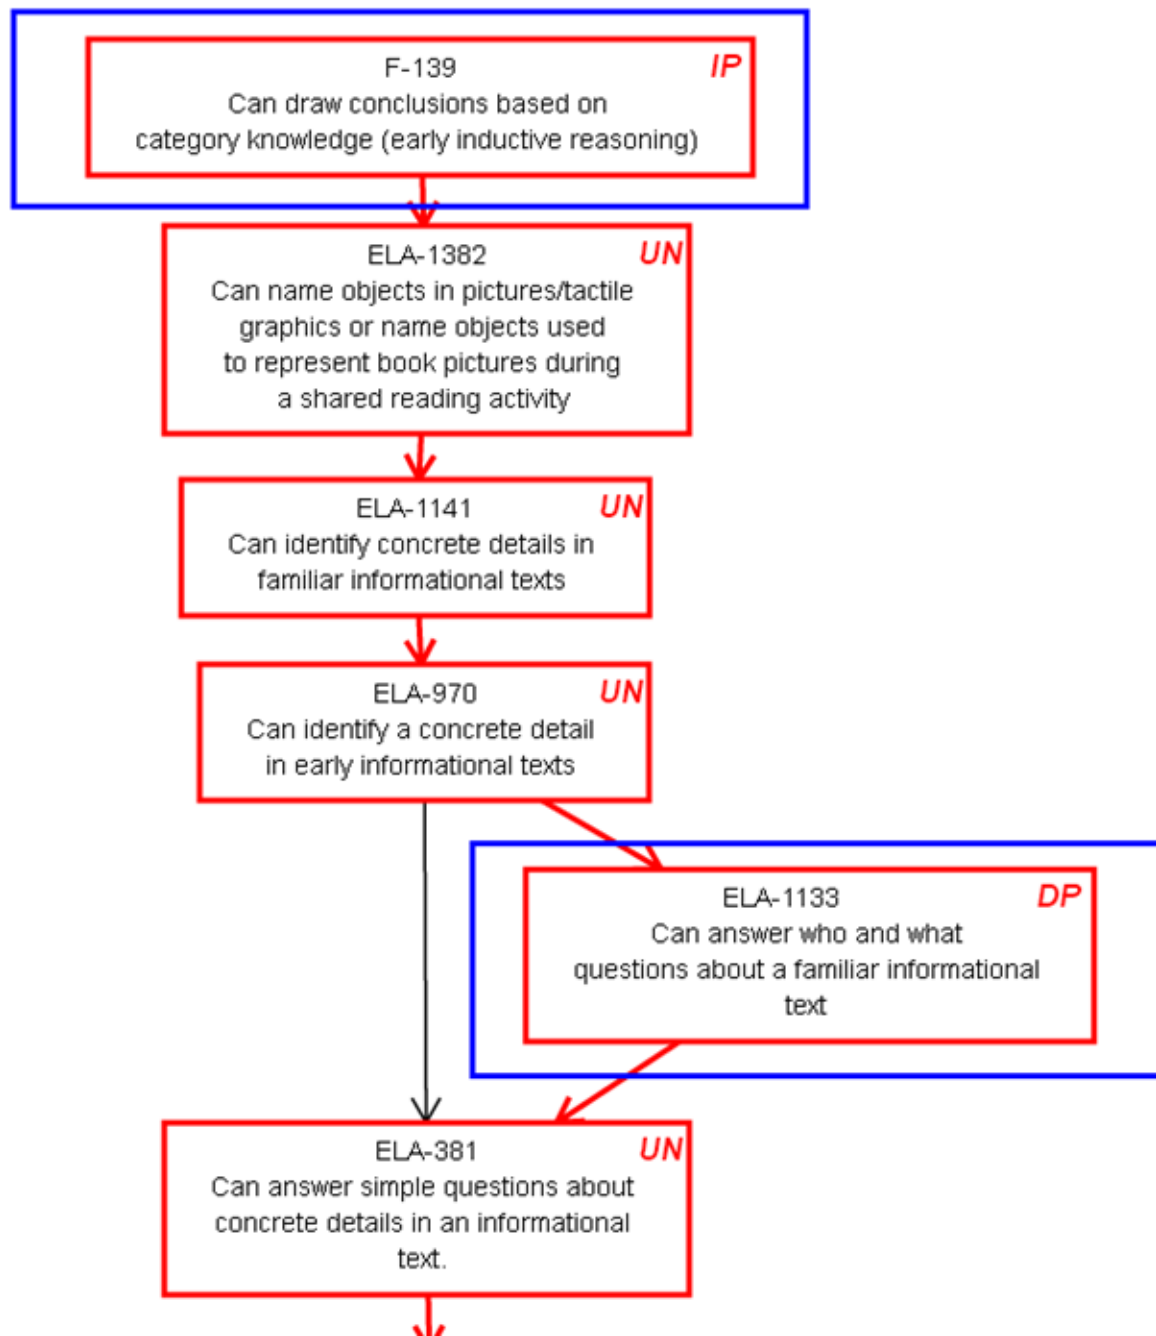 F-139 IP
Can draw conclusions based on
category knowledge (early inductive reasoning)
ELA-1382 UN
Can name objects in pictures/tactile
graphics or name objects used
to represent book pictures during
a shared reading activity
ELA-1141 UN
Can identify concrete details in
familiar informational texts
ELA-970 UN
Can identify a concrete detail
in early informational texts
ELA-1133 DP
Can answer who and what
questions about a familiar informational
text
ELA-381 UN
Can answer simple questions about
concrete details in an informational
text.